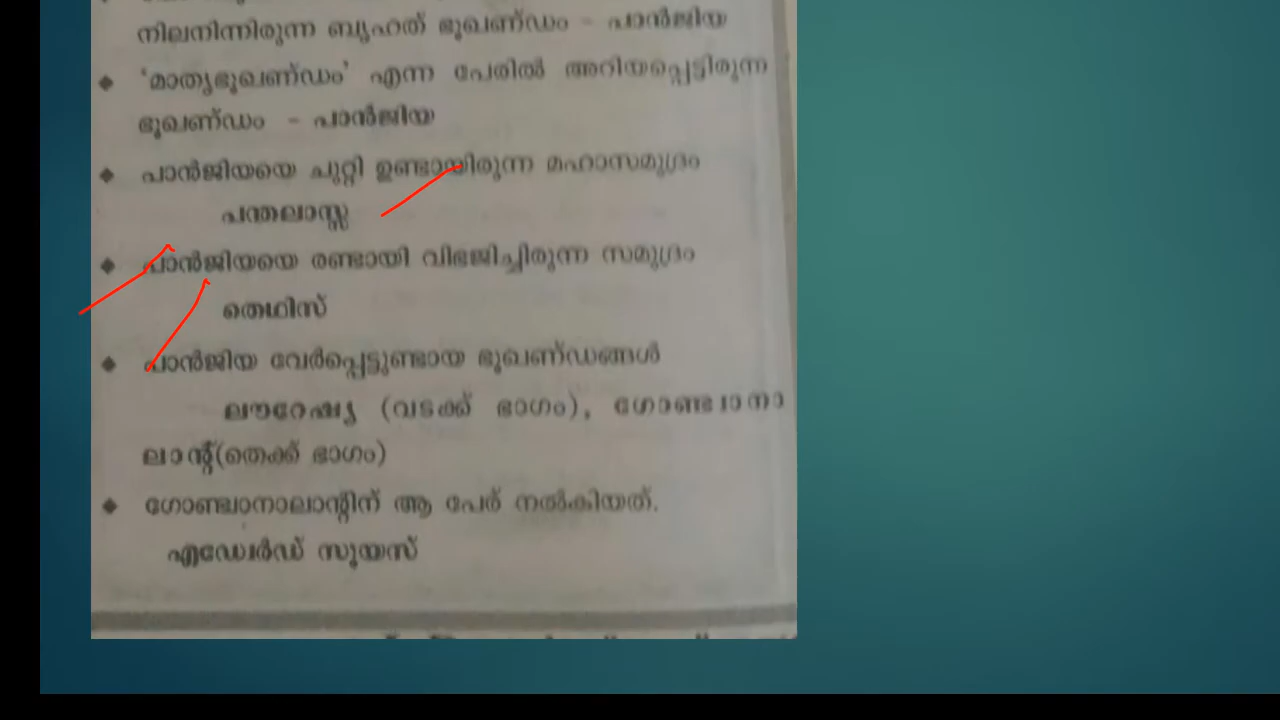 നിലനിന്നിരുന്ന ബൃഹത് ഭൂഖണ്ഡം - പാൻജിയ
◆ 'മാതൃഭൂഖണ്ഡം' എന്ന പേരിൽ അറിയപ്പെട്ടിരുന്ന
ഭൂഖണ്ഡം - പാൻജിയ
◆ പാൻജിയയെ ചുറ്റി ഉണ്ടായിരുന്ന മഹാസമുദ്രം
പന്തലാസ്സ
◆ പാൻജിയയെ രണ്ടായി വിഭജിച്ചിരുന്ന സമുദ്രം
തെഥിസ്
◆ പാൻജിയ വേർപ്പെട്ടുണ്ടായ ഭൂഖണ്ഡങ്ങൾ
ലൗറേഷ്യ (വടക്ക് ഭാഗം), ഗോണ്ട്വാനാ
ലാന്റ്(തെക്ക് ഭാഗം)
◆ ഗോണ്ട്വാനാലാന്റിന് ആ പേര് നൽകിയത്.
എഡ്വേർഡ് സൂയസ്